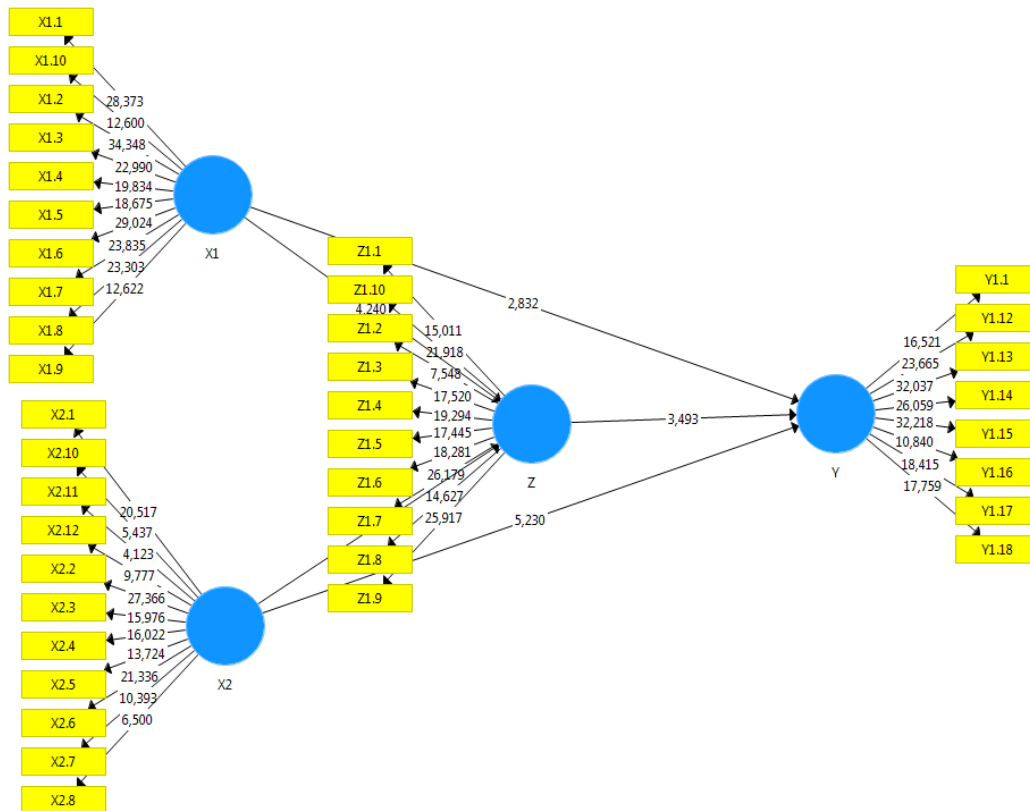 X1.1
X1.10
X1.2
X1.3
X1.4
X1.5
X1.6
X1.7
X1.8
X1.9
28,373
12,600
34,348
22,990
19,834
18,675
29,024
23,835
23,303
12,622
X1
X2.1
X2.10
X2.11
X2.12
X2.2
X2.3
X2.4
X2.5
X2.6
X2.7
X2.8
20,517
5,437
4,123
9,777
27,366
15,976
16,022
13,724
21,336
10,393
6,500
X2
Z1.1
Z1.10
Z1.2
Z1.3
Z1.4
Z1.5
Z1.6
Z1.7
Z1.8
Z1.9
4,240
15,011
21,918
7,548
17,520
19,294
17,445
18,281
26,179
14,627
25,917
Z
2,832
3,493
5,230
Y
16,521
23,665
32,037
26,059
32,218
10,840
18,415
17,759
Y1.1
Y1.12
Y1.13
Y1.14
Y1.15
Y1.16
Y1.17
Y1.18